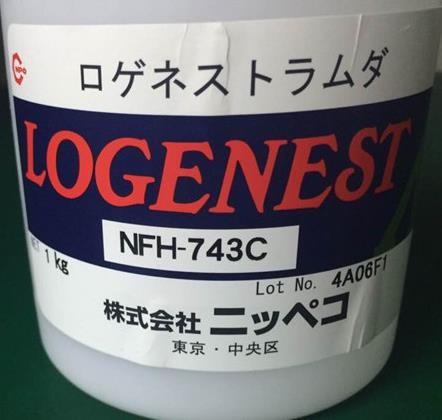 ロゲネストラムダ
LOGENEST
NFH-743C
NET 1 kg
Lot No. 4A06F1
株式会社 ニッペコ
東京・中央区